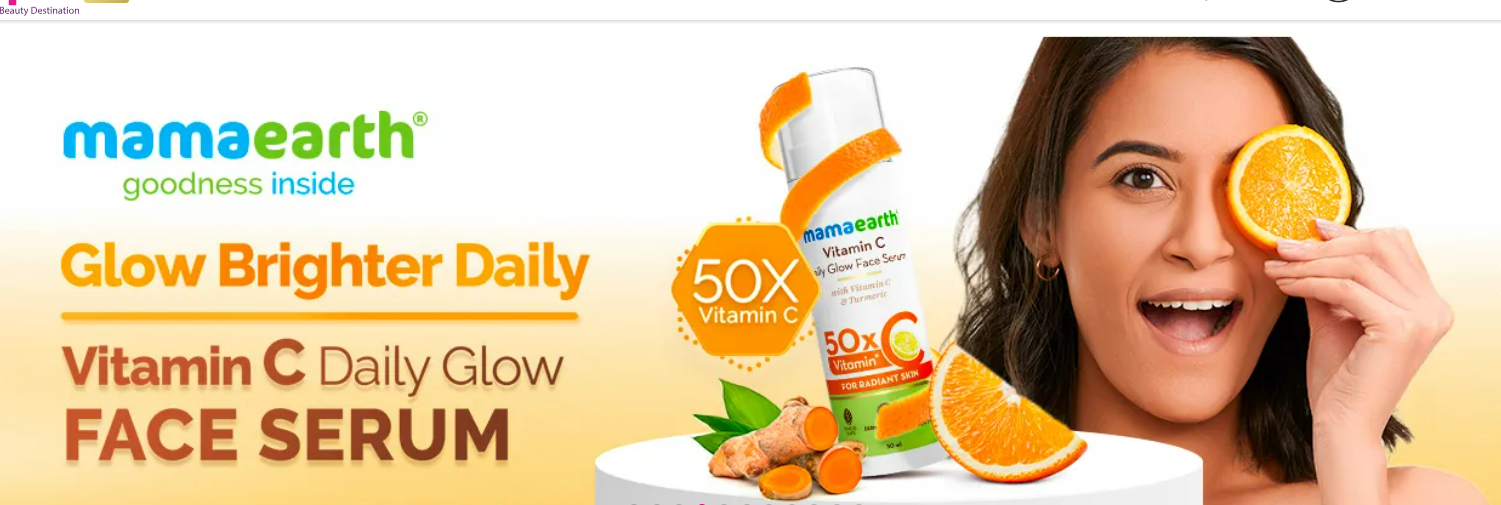 Beauty Destination
mamaearth®
goodness inside
Glow Brighter Daily
Vitamin C Daily Glow
FACE SERUM
50X
Vitamin C
mamaearth
Vitamin C
Glow Face Serum
with Vitamin C
& Turmeric
50x
Vitamin* C
FOR RADIANT SKIN